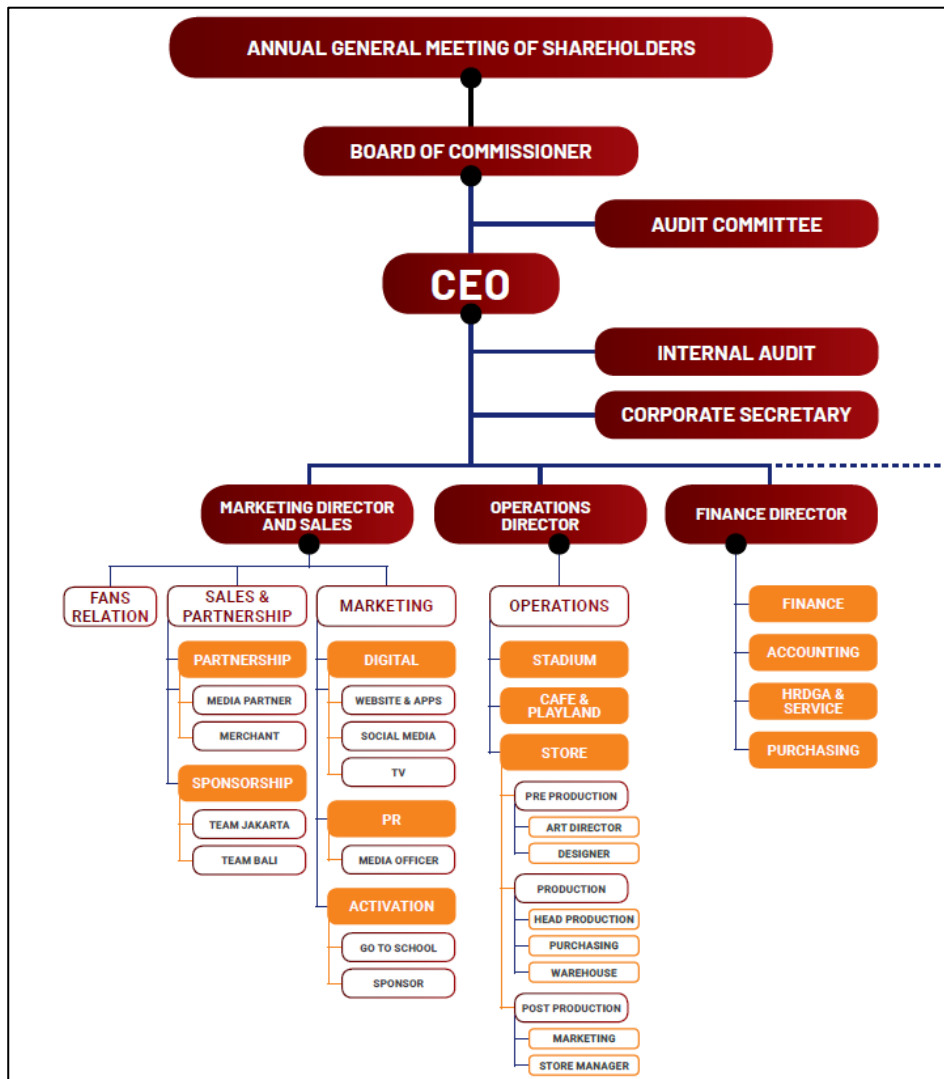 ANNUAL GENERAL MEETING OF SHAREHOLDERS
BOARD OF COMMISSIONER
AUDIT COMMITTEE
CEO
INTERNAL AUDIT
CORPORATE SECRETARY
MARKETING DIRECTOR
AND SALES
OPERATIONS
DIRECTOR
FINANCE DIRECTOR
FANS
RELATION
SALES &
PARTNERSHIP
PARTNERSHIP
MEDIA PARTNER
MERCHANT
SPONSORSHIP
TEAM JAKARTA
TEAM BALI
MARKETING
DIGITAL
WEBSITE & APPS
SOCIAL MEDIA
TV
PR
MEDIA OFFICER
ACTIVATION
GO TO SCHOOL
SPONSOR
OPERATIONS
STADIUM
CAFE &
PLAYLAND
STORE
PRE PRODUCTION
ART DIRECTOR
DESIGNER
PRODUCTION
HEAD PRODUCTION
PURCHASING
WAREHOUSE
POST PRODUCTION
MARKETING
STORE MANAGER
FINANCE
ACCOUNTING
HRDGA &
SERVICE
PURCHASING